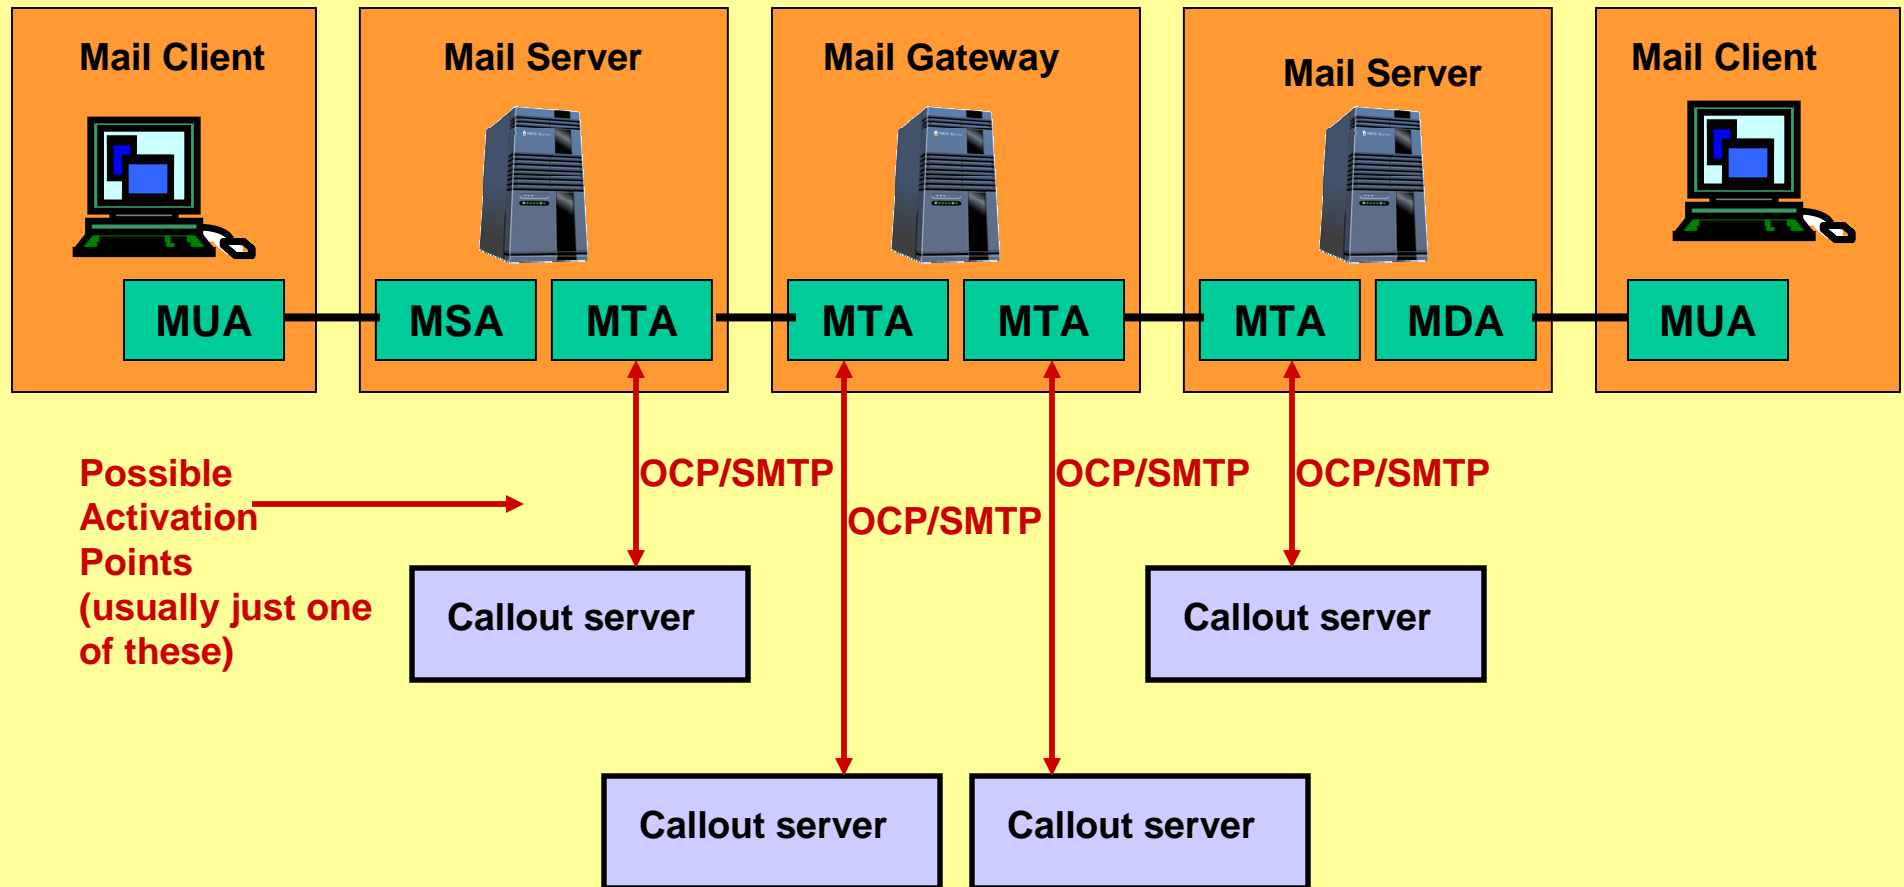 Mail Client
Mail Server
Mail Gateway
Mail Server
Mail Client
MUA
MSA
MTA
MTA
MTA
MTA
MDA
MUA
Possible
Activation
Points
(usually just one
of these)
OCP/SMTP
OCP/SMTP
OCP/SMTP
OCP/SMTP
Callout server
Callout server
Callout server
Callout server